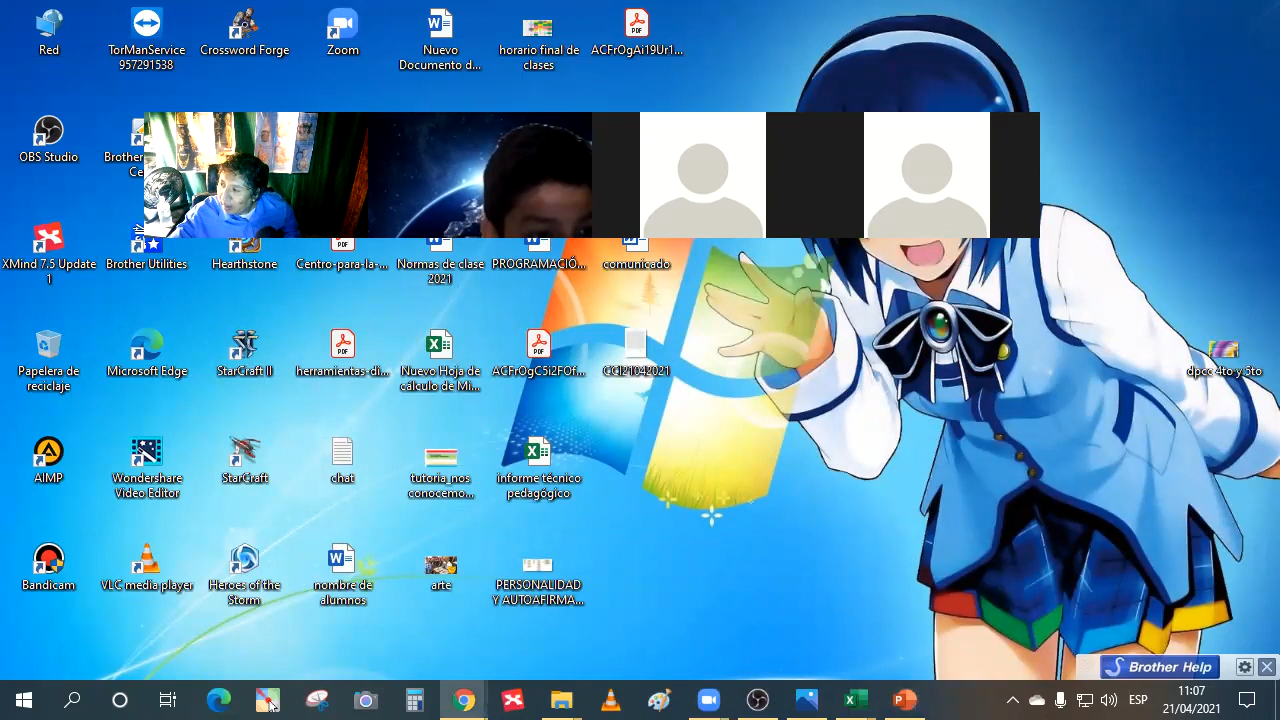 Red
TorManService
957291538
Crossword Forge
Zoom
Nuevo
Documento d...
horario final de
clases
ACFrOgAi19Ur1...
OBS Studio
Brother
XMind 7.5 Update
1
Brother Utilities
Hearthstone
Centro-para-la-...
Normas de clase
2021
PROGRAMACIÓ...
comunicado
Papelera de
reciclaje
Microsoft Edge
StarCraft II
herramientas-di...
Nuevo Hoja de
cálculo de Mi...
ACFrOgC5i2FOf...
CCI21042021
dpcc 4to y 5to
AIMP
Wondershare
Video Editor
StarCraft
chat
tutoria_nos
conocemo...
informe técnico
pedagógico
Bandicam
VLC media player
Heroes of the
Storm
nombre de
alumnos
arte
PERSONALIDAD
Y AUTOAFIRMA...
Brother Help
ESP
11:07
21/04/2021